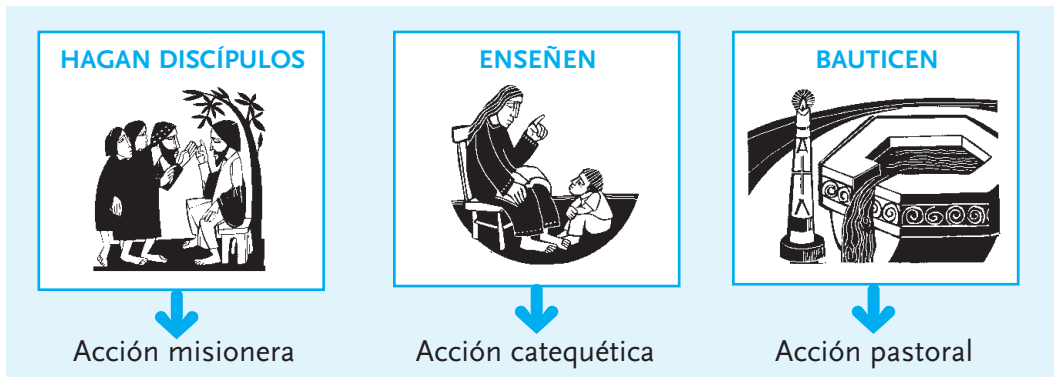 HAGAN DISCÍPULOS
ENSEÑEN
BAUTICEN
Acción misionera
Acción catequética
Acción pastoral